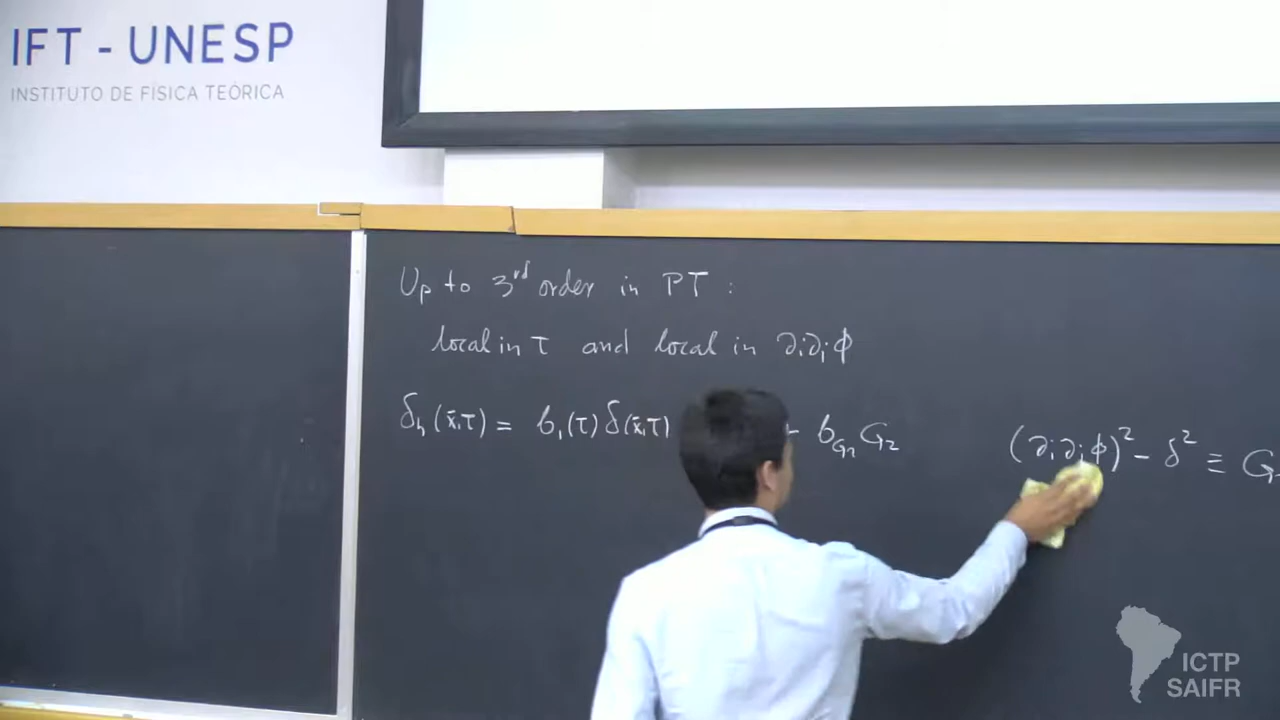 IFT - UNESP
INSTITUTO DE FÍSICA TEÓRICA
Up to 3rd order in PT :
local in τ and local in ∂i∂jϕ
δh(x̄,τ) = b₁(τ)δ(x̄,τ) - bG₂ G₂
(∂i∂jϕ)² - δ² ≡ G
ICTP
SAIFR